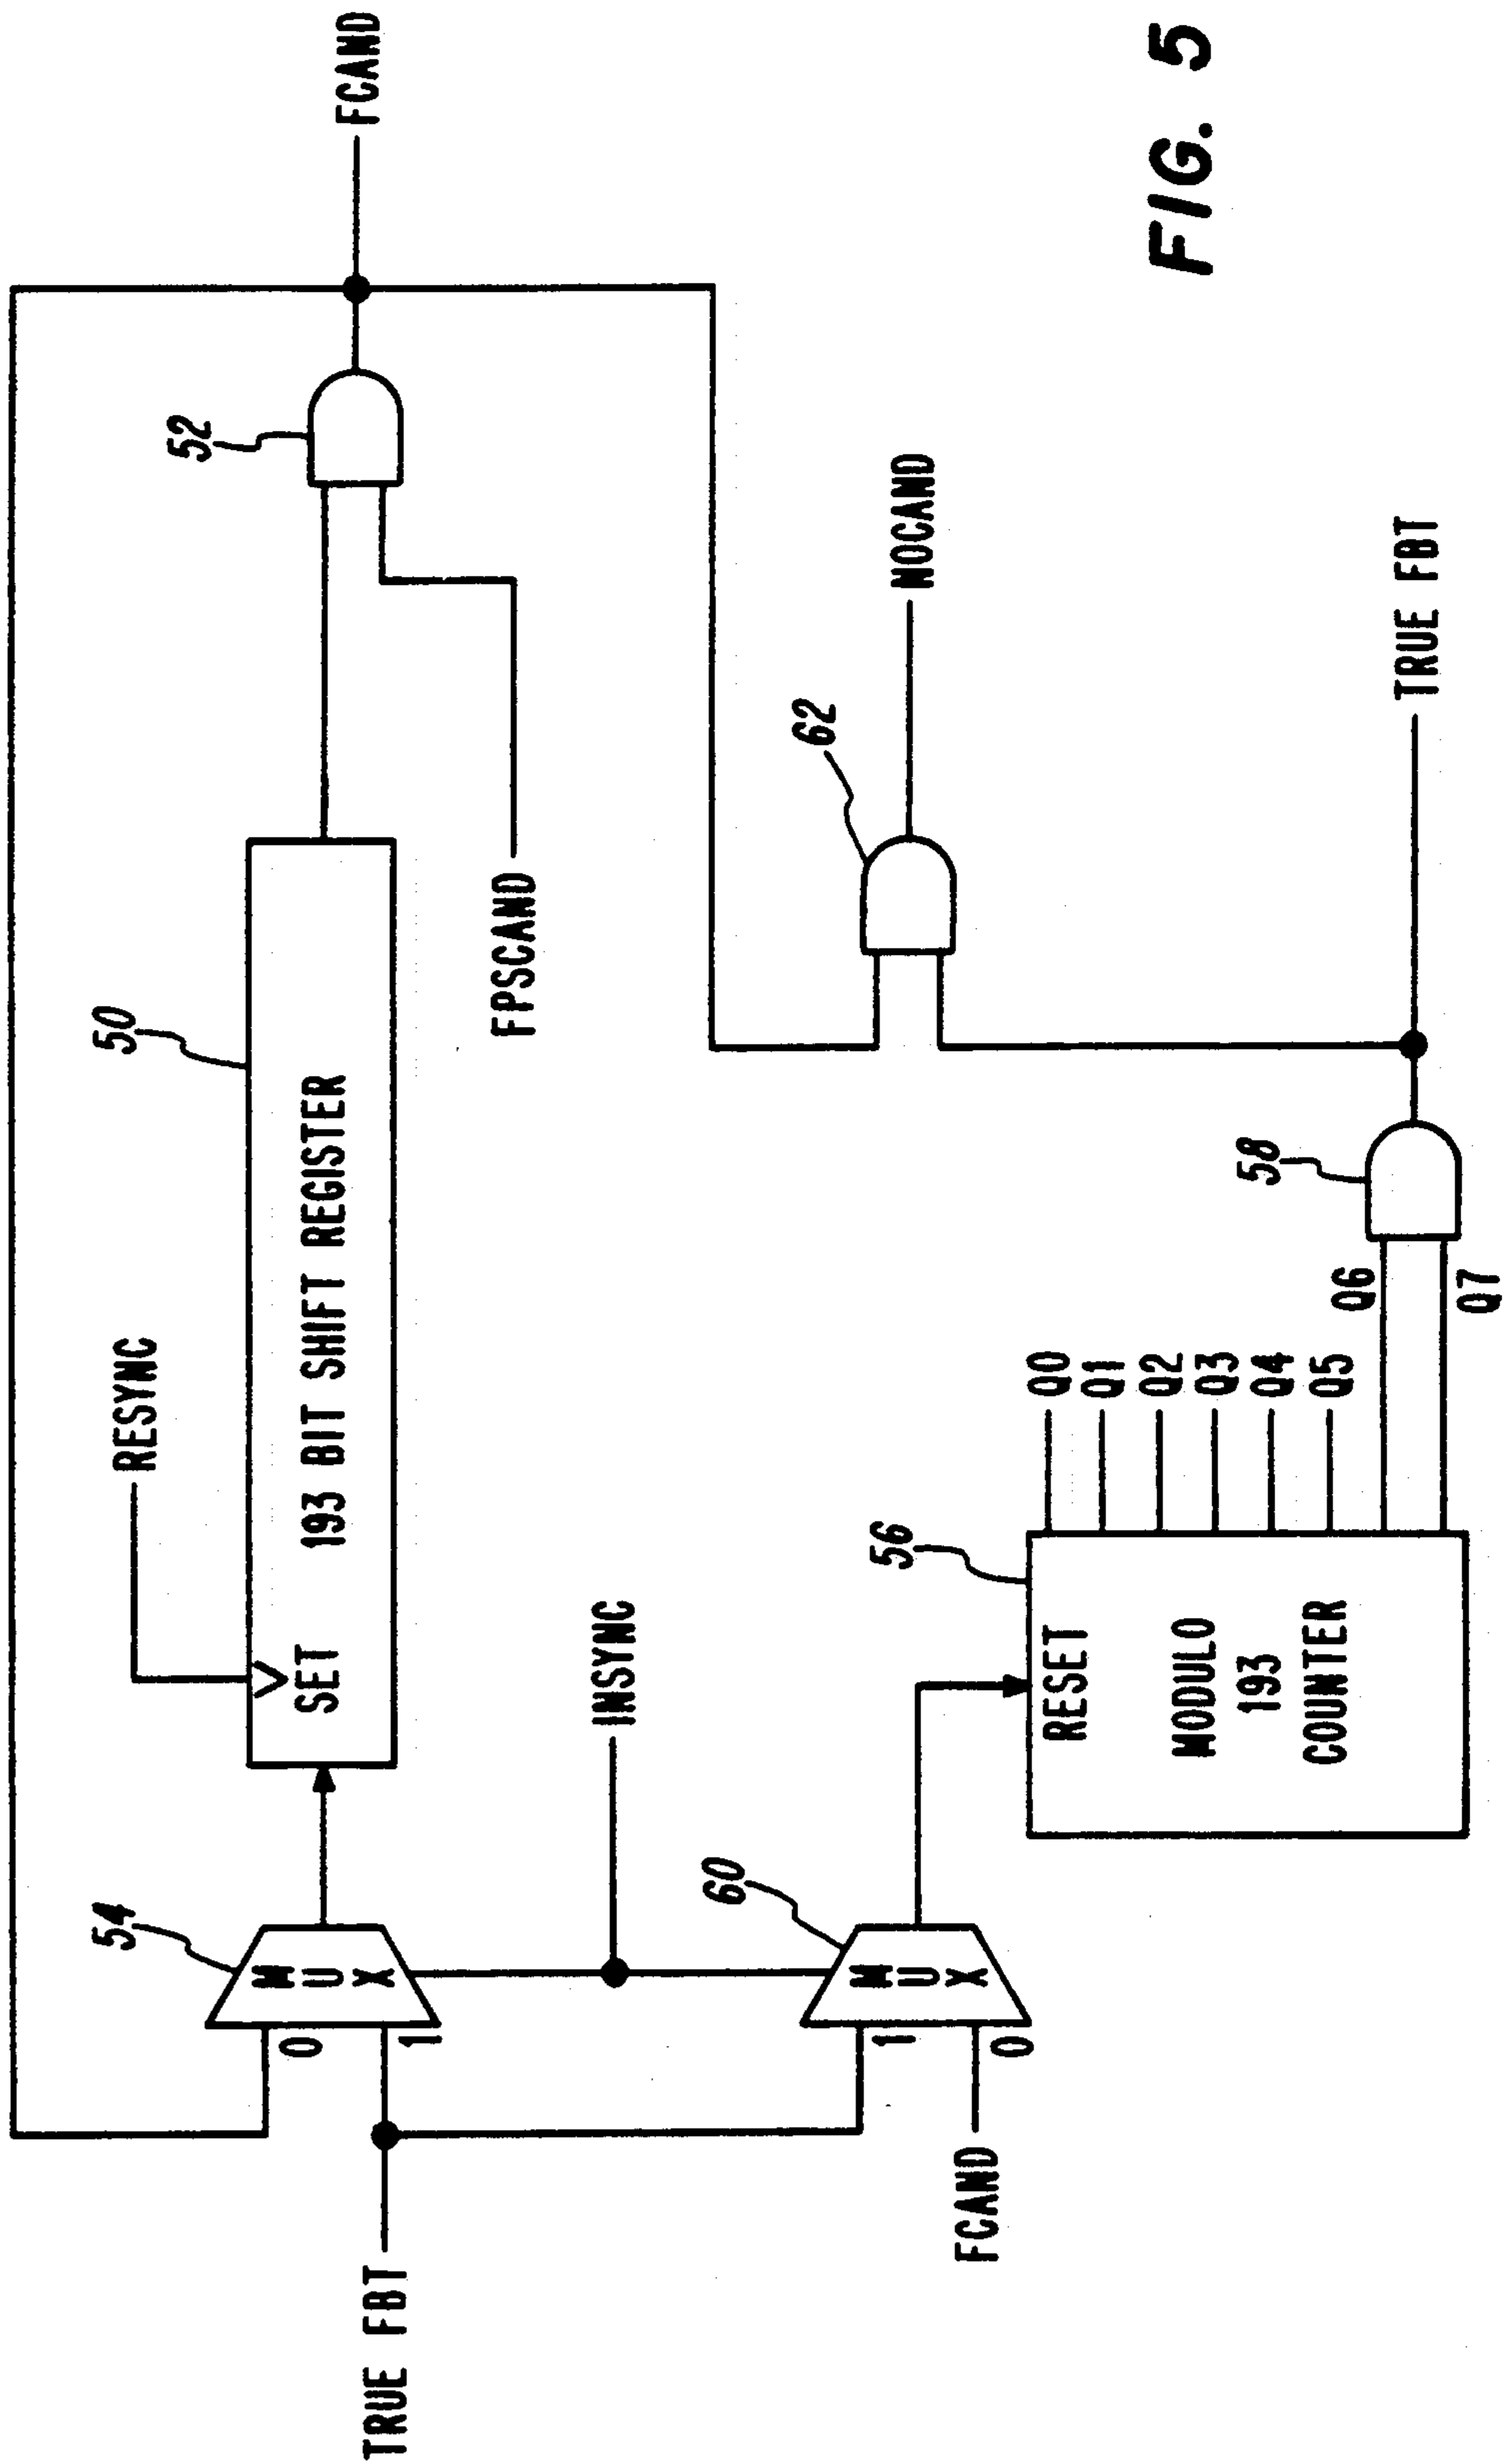 RESYNC
50
52
54
MUX
0
1
SET
193 BIT SHIFT REGISTER
FCAND
FPSCAND
TRUE FBT
INSYNC
60
MUX
1
0
FCAND
62
NOCAND
56
RESET
MODULO
193
COUNTER
Q0
Q1
Q2
Q3
Q4
Q5
Q6
Q7
58
TRUE FBT
FIG. 5